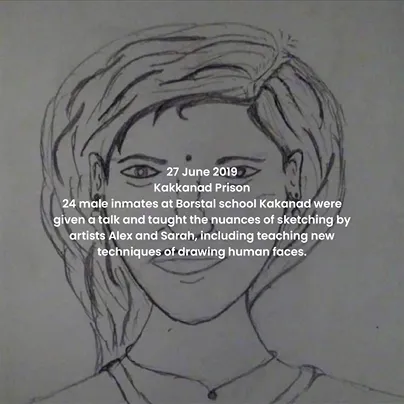 27 June 2019
Kakkanad Prison
24 male inmates at Borstal school Kakanad were
given a talk and taught the nuances of sketching by
artists Alex and Sarah, including teaching new
techniques of drawing human faces.